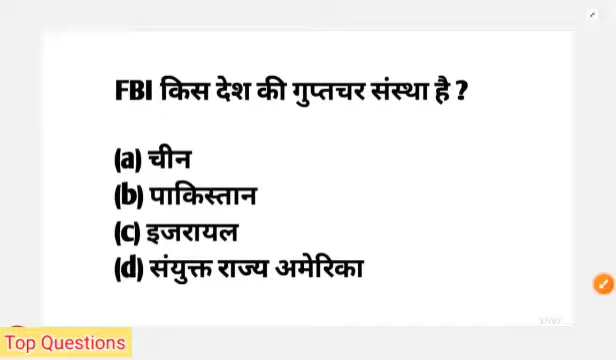 FBI किस देश की गुप्तचर संस्था है ?
(a) चीन
(b) पाकिस्तान
(c) इजरायल
(d) संयुक्त राज्य अमेरिका
Top Questions